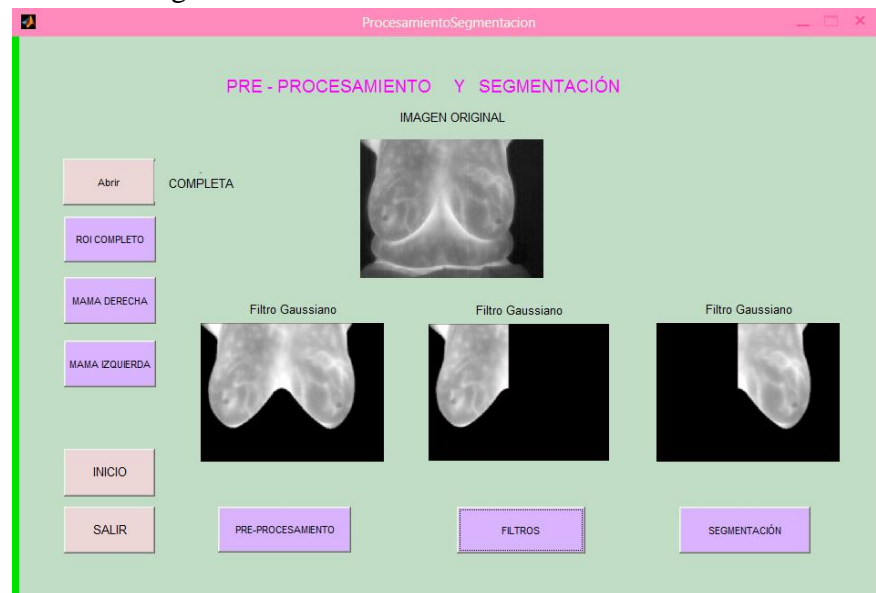 ProcesamientoSegmentacion
PRE - PROCESAMIENTO Y SEGMENTACIÓN
IMAGEN ORIGINAL
Abrir
COMPLETA
ROI COMPLETO
MAMA DERECHA
MAMA IZQUIERDA
Filtro Gaussiano
Filtro Gaussiano
Filtro Gaussiano
INICIO
SALIR
PRE-PROCESAMIENTO
FILTROS
SEGMENTACIÓN